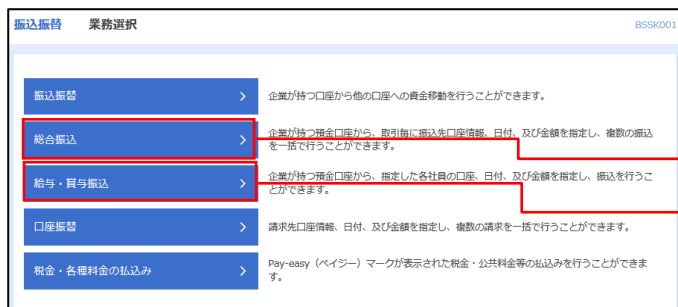 振込振替 業務選択 BSSK001
振込振替 企業が持つ口座から他の口座への資金移動を行うことができます。
総合振込 企業が持つ預金口座から、取引毎に振込先口座情報、日付、及び金額を指定し、複数の振込
を一括で行うことができます。
給与・賞与振込 企業が持つ預金口座から、指定した各社員の口座、日付、及び金額を指定し、振込を行うこ
とができます。
口座振替 請求先口座情報、日付、及び金額を指定し、複数の請求を一括で行うことができます。
税金・各種料金の払込み Pay-easy（ペイジー）マークが表示された税金・公共料金等の払込みを行うことができま
す。